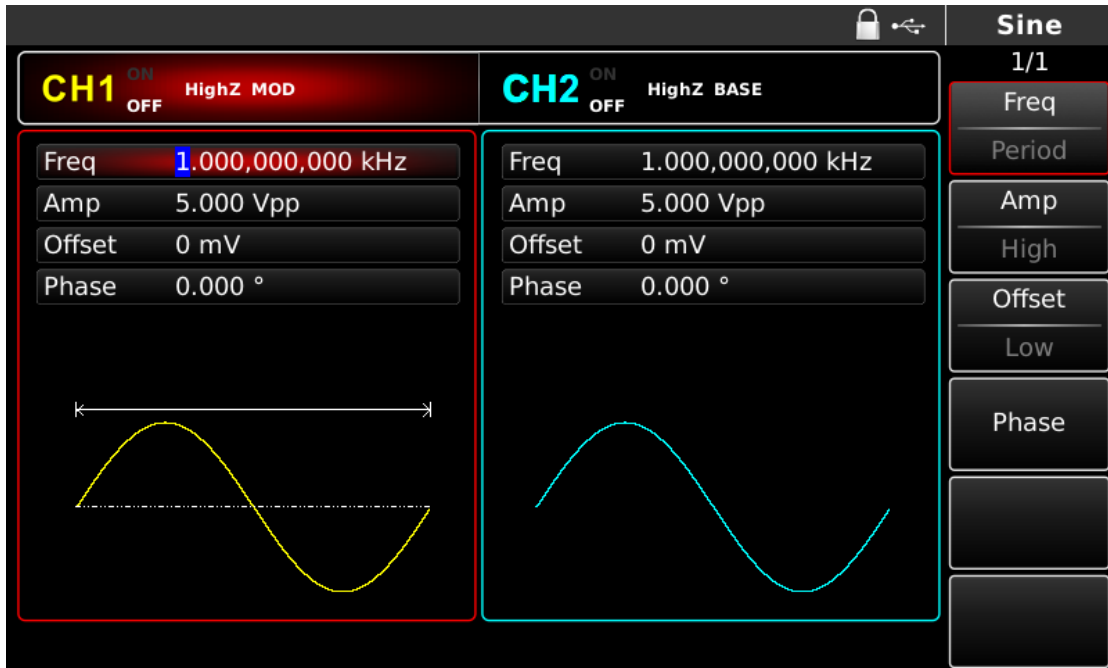 Sine
1/1
CH1 ON OFF HighZ MOD
CH2 ON OFF HighZ BASE
Freq 1.000,000,000 kHz
Amp 5.000 Vpp
Offset 0 mV
Phase 0.000 °
Freq 1.000,000,000 kHz
Amp 5.000 Vpp
Offset 0 mV
Phase 0.000 °
Freq
Period
Amp
High
Offset
Low
Phase